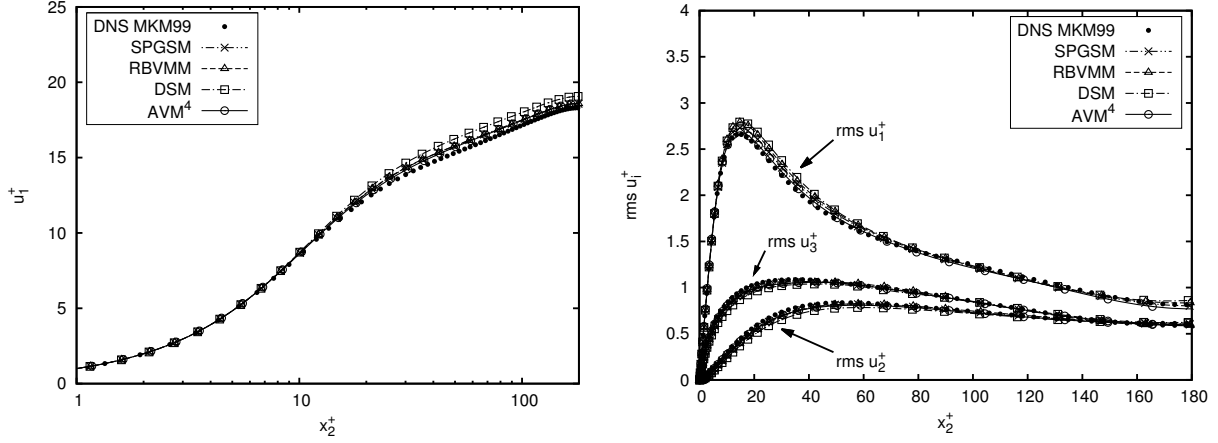 DNS MKM99
SPGSM
RBVMM
DSM
AVM⁴
25
20
15
10
5
0
u₁⁺
1
10
100
x₂⁺
DNS MKM99
SPGSM
RBVMM
DSM
AVM⁴
4
3.5
3
2.5
2
1.5
1
0.5
0
rms uᵢ⁺
rms u₁⁺
rms u₃⁺
rms u₂⁺
0 20 40 60 80 100 120 140 160 180
x₂⁺